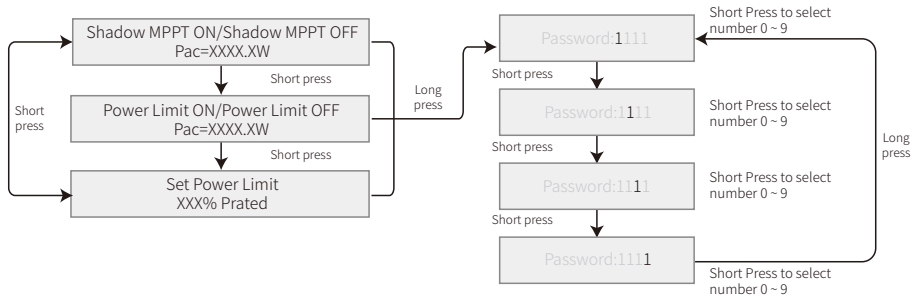 Shadow MPPT ON/Shadow MPPT OFF
Pac=XXXX.XW
Short press
Power Limit ON/Power Limit OFF
Pac=XXXX.XW
Short press
Set Power Limit
XXX% Prated
Short
press
Long
press
Password:1111
Short Press to select
number 0 ~ 9
Short press
Password:1111
Short Press to select
number 0 ~ 9
Short press
Password:1111
Short Press to select
number 0 ~ 9
Short press
Password:1111
Short Press to select
number 0 ~ 9
Long
press